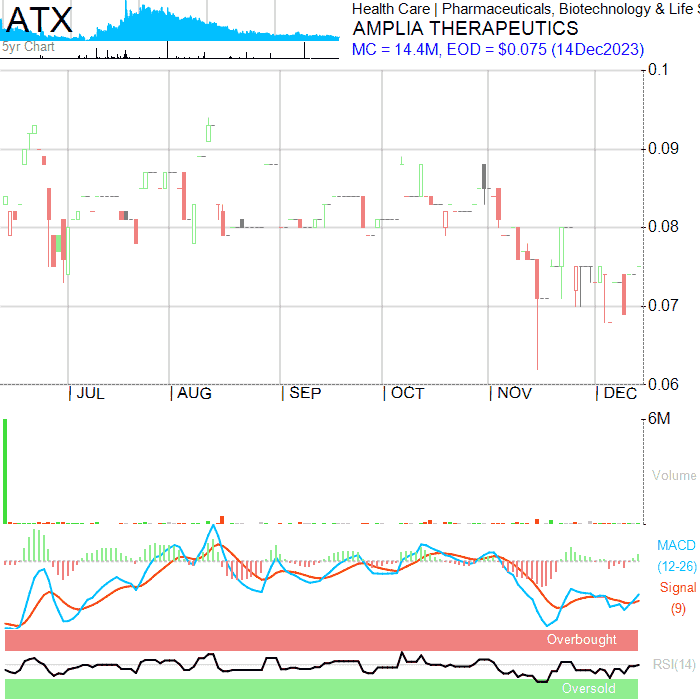 ATX
5yr Chart
Health Care | Pharmaceuticals, Biotechnology & Life
AMPLIA THERAPEUTICS
MC = 14.4M, EOD = $0.075 (14Dec2023)
0.1
0.09
0.08
0.07
0.06
| JUL | AUG | SEP | OCT | NOV | DEC
6M
Volume
MACD
(12-26)
Signal
(9)
Overbought
RSI(14)
Oversold